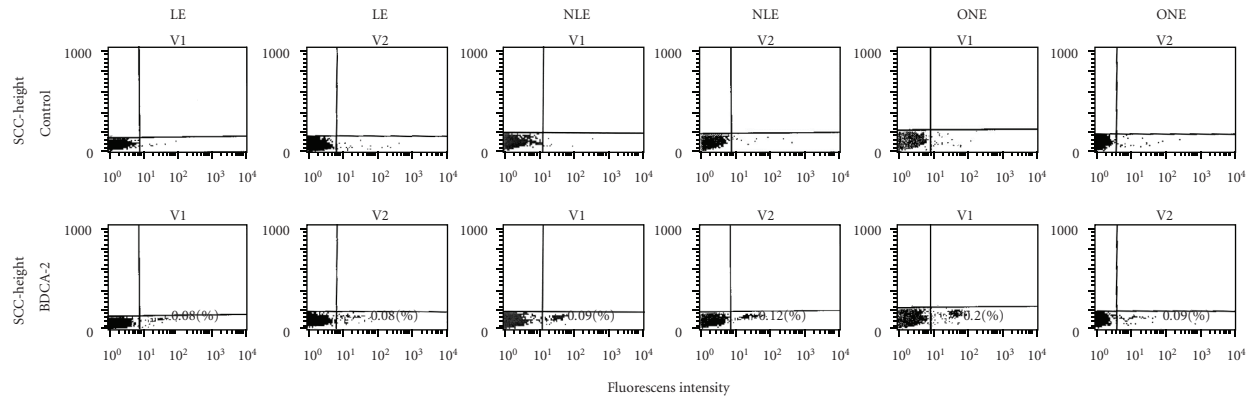 LE LE NLE NLE ONE ONE
V1 V2 V1 V2 V1 V2
SCC-height
Control
1000 1000 1000 1000 1000 1000
0 0 0 0 0 0
10⁰ 10¹ 10² 10³ 10⁴ 10⁰ 10¹ 10² 10³ 10⁴ 10⁰ 10¹ 10² 10³ 10⁴ 10⁰ 10¹ 10² 10³ 10⁴ 10⁰ 10¹ 10² 10³ 10⁴ 10⁰ 10¹ 10² 10³ 10⁴
V1 V2 V1 V2 V1 V2
SCC-height
BDCA-2
1000 1000 1000 1000 1000 1000
0.08(%) 0.08(%) 0.09(%) 0.12(%) 0.2(%) 0.09(%)
0 0 0 0 0 0
10⁰ 10¹ 10² 10³ 10⁴ 10⁰ 10¹ 10² 10³ 10⁴ 10⁰ 10¹ 10² 10³ 10⁴ 10⁰ 10¹ 10² 10³ 10⁴ 10⁰ 10¹ 10² 10³ 10⁴ 10⁰ 10¹ 10² 10³ 10⁴
Fluorescens intensity